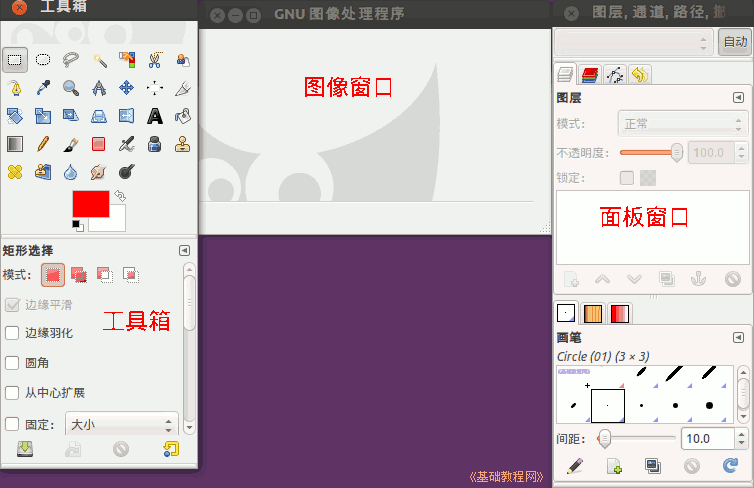 工具箱
GNU 图像处理程序
图层, 通道, 路径, 撤
自动
图像窗口
图层
模式:
正常
不透明度:
100.0
锁定:
面板窗口
矩形选择
模式:
边缘平滑
工具箱
边缘羽化
圆角
从中心扩展
固定:
大小
画笔
Circle (01) (3 × 3)
间距:
10.0
《基础教程网》